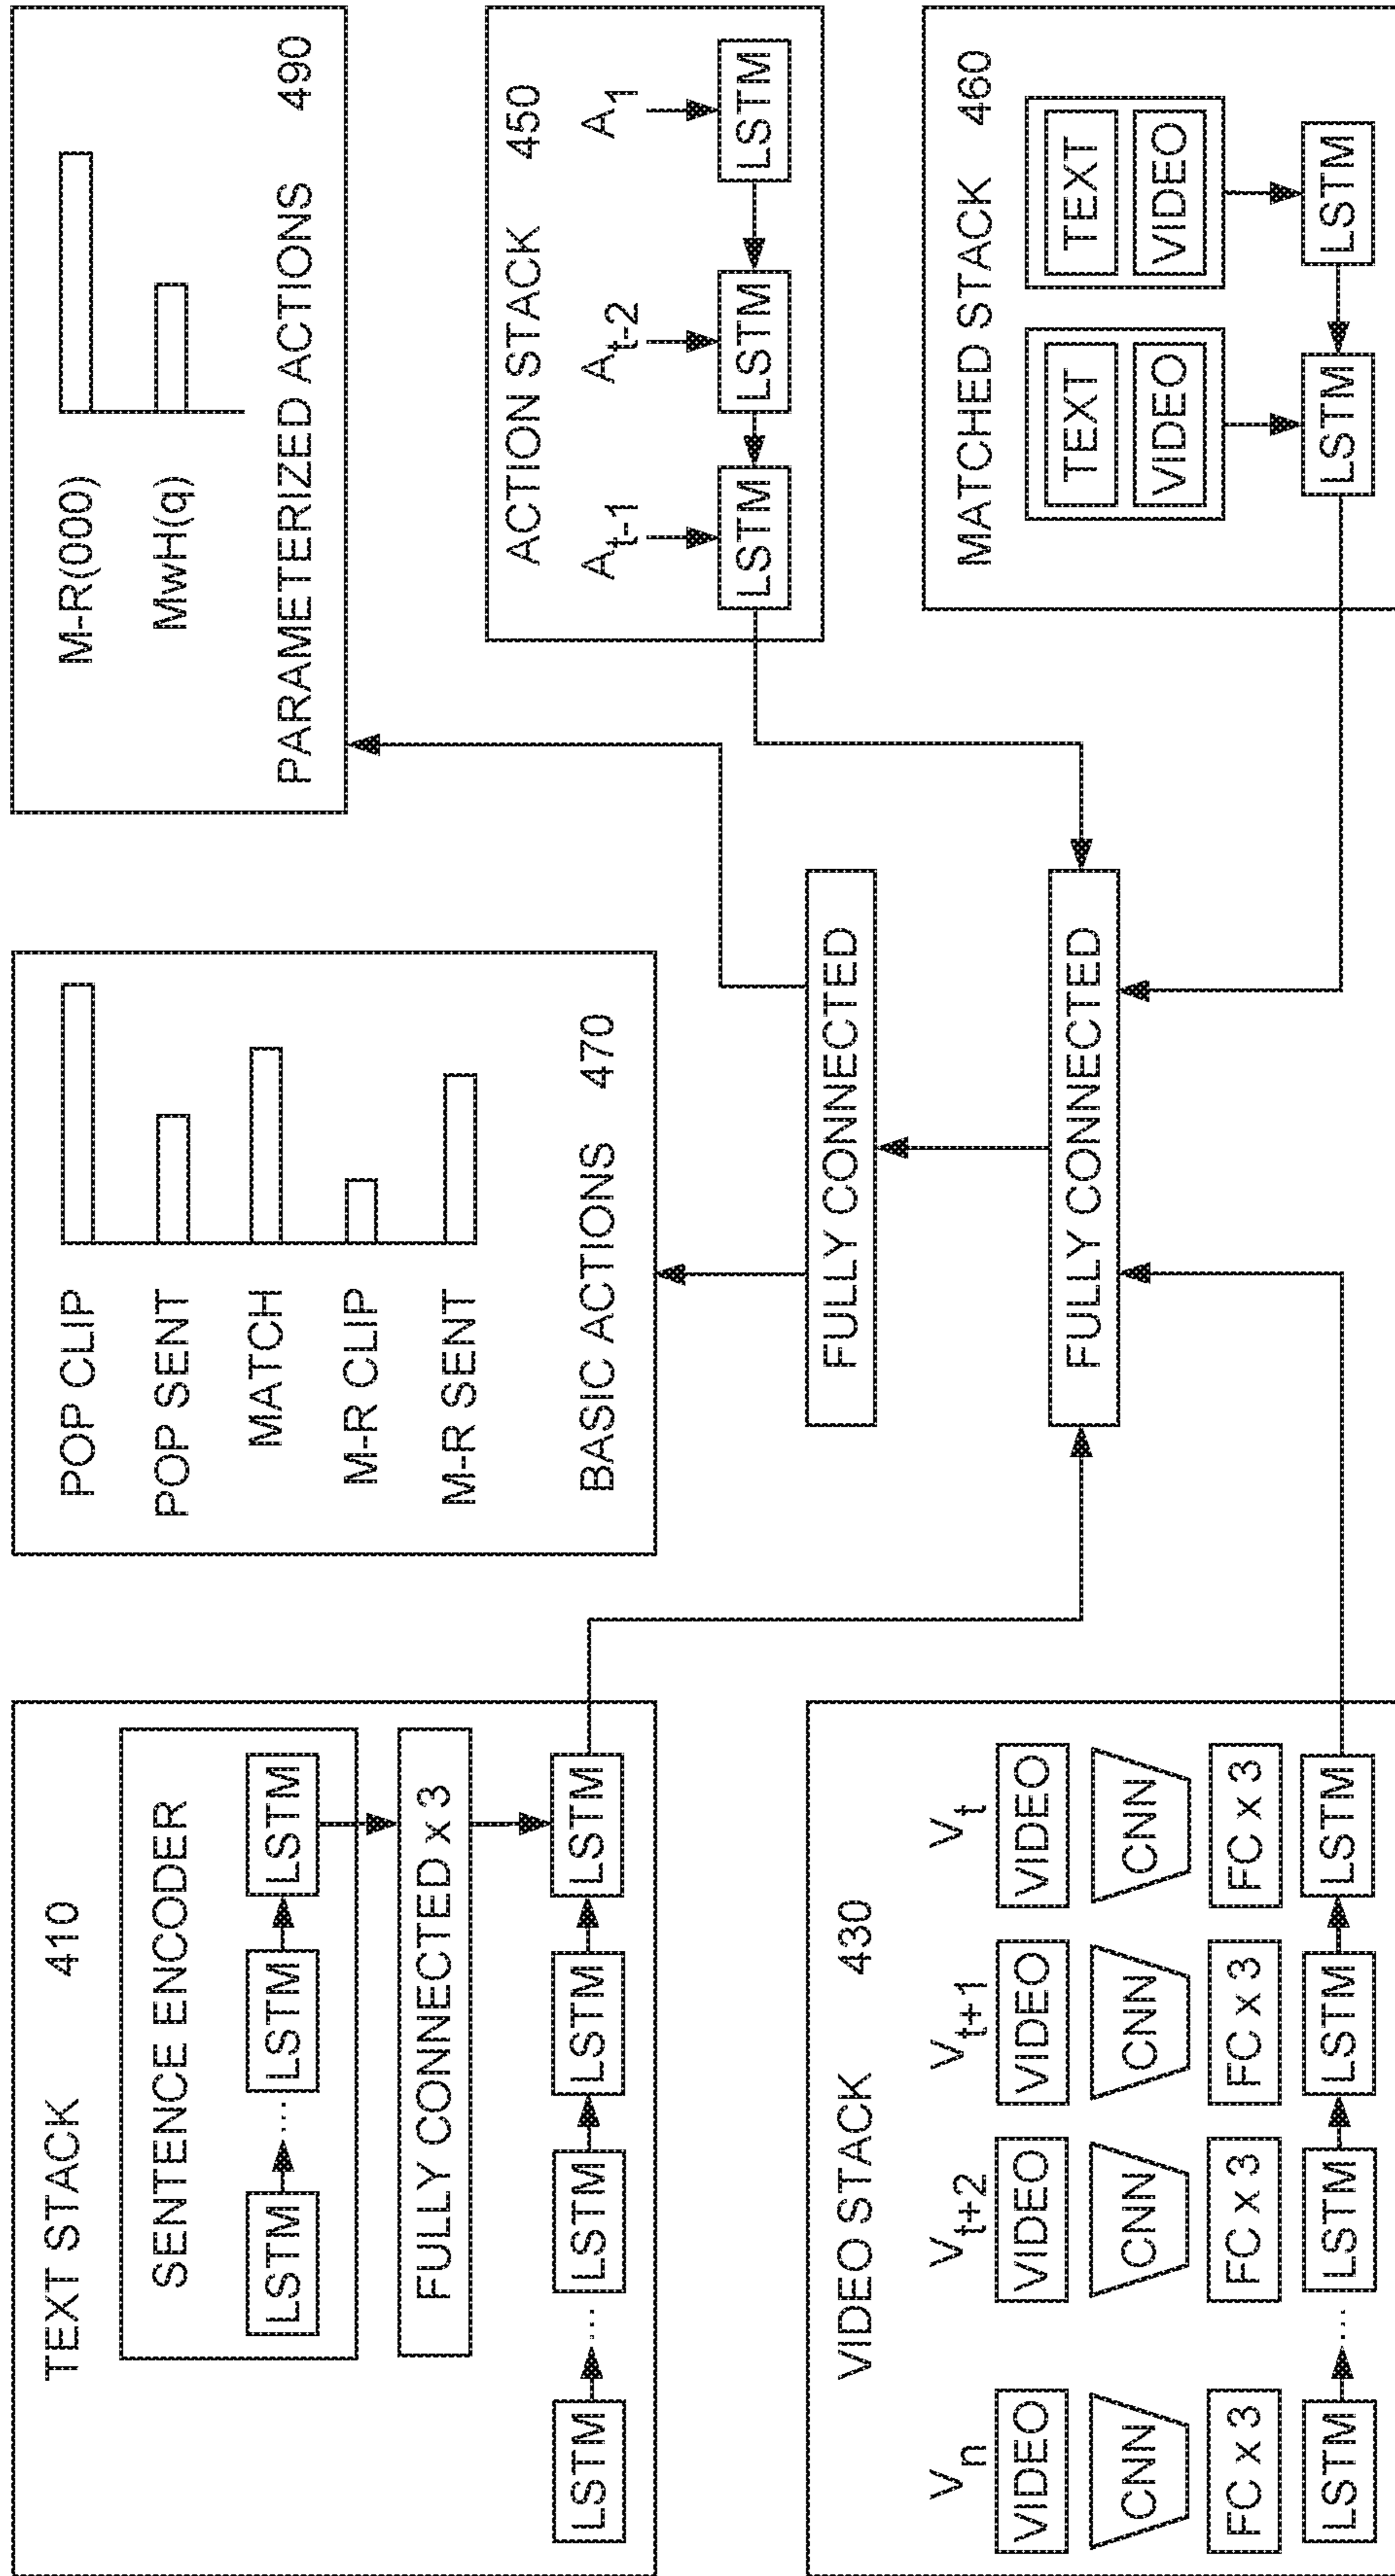 TEXT STACK 410
SENTENCE ENCODER
LSTM ... LSTM LSTM
FULLY CONNECTED x 3
LSTM ... LSTM LSTM LSTM
VIDEO STACK 430
Vn Vt+2 Vt+1 Vt
VIDEO VIDEO VIDEO VIDEO
CNN CNN CNN CNN
FC x 3 FC x 3 FC x 3 FC x 3
LSTM ... LSTM LSTM LSTM
POP CLIP
POP SENT
MATCH
M-R CLIP
M-R SENT
BASIC ACTIONS 470
FULLY CONNECTED
FULLY CONNECTED
M-R(000)
MwH(q)
PARAMETERIZED ACTIONS 490
ACTION STACK 450
At-1 At-2 A1
LSTM LSTM LSTM
MATCHED STACK 460
TEXT TEXT
VIDEO VIDEO
LSTM LSTM